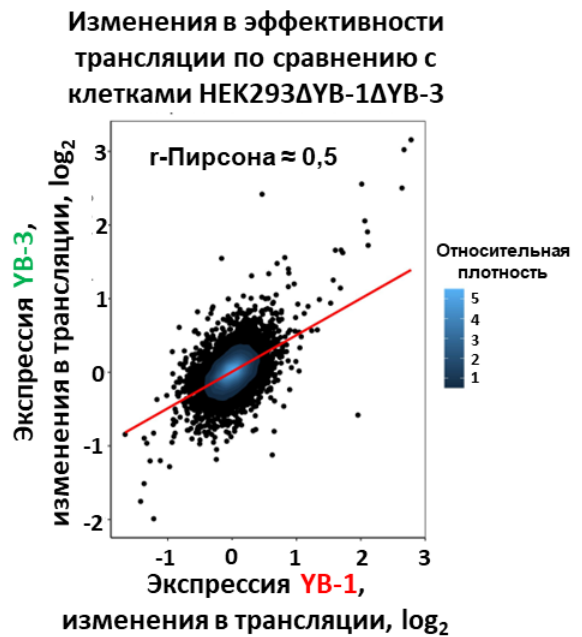 Изменения в эффективности
трансляции по сравнению с
клетками HEK293ΔYB-1ΔYB-3
r-Пирсона ≈ 0,5
Экспрессия YB-3,
изменения в трансляции, log₂
3
2
1
0
-1
-2
-1
0
1
2
3
Экспрессия YB-1,
изменения в трансляции, log₂
Относительная
плотность
5
4
3
2
1